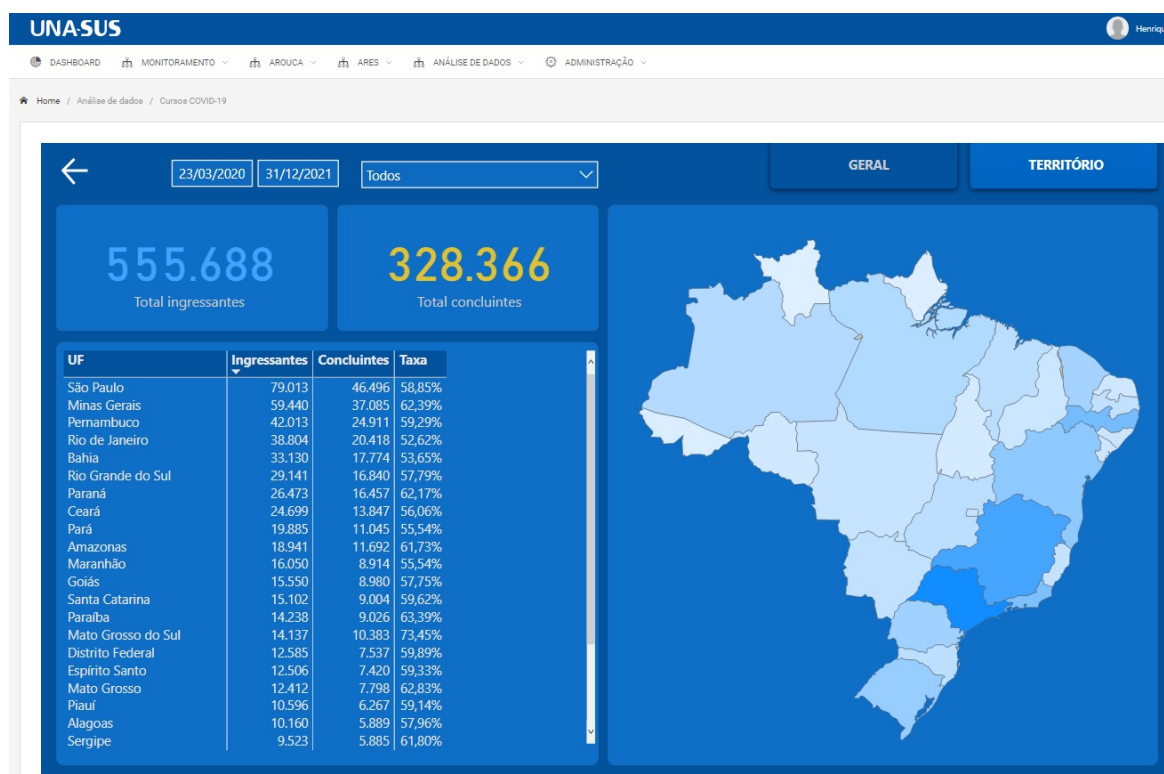 UNA-SUS
Henriqu
DASHBOARD MONITORAMENTO AROUCA ARES ANÁLISE DE DADOS ADMINISTRAÇÃO
Home / Análise de dados / Cursos COVID-19
23/03/2020 31/12/2021 Todos
GERAL TERRITÓRIO
555.688 328.366
Total ingressantes Total concluintes
UF Ingressantes Concluintes Taxa
São Paulo 79.013 46.496 58,85%
Minas Gerais 59.440 37.085 62,39%
Pernambuco 42.013 24.911 59,29%
Rio de Janeiro 38.804 20.418 52,62%
Bahia 33.130 17.774 53,65%
Rio Grande do Sul 29.141 16.840 57,79%
Paraná 26.473 16.457 62,17%
Ceará 24.699 13.847 56,06%
Pará 19.885 11.045 55,54%
Amazonas 18.941 11.692 61,73%
Maranhão 16.050 8.914 55,54%
Goiás 15.550 8.980 57,75%
Santa Catarina 15.102 9.004 59,62%
Paraíba 14.238 9.026 63,39%
Mato Grosso do Sul 14.137 10.383 73,45%
Distrito Federal 12.585 7.537 59,89%
Espírito Santo 12.506 7.420 59,33%
Mato Grosso 12.412 7.798 62,83%
Piauí 10.596 6.267 59,14%
Alagoas 10.160 5.889 57,96%
Sergipe 9.523 5.885 61,80%